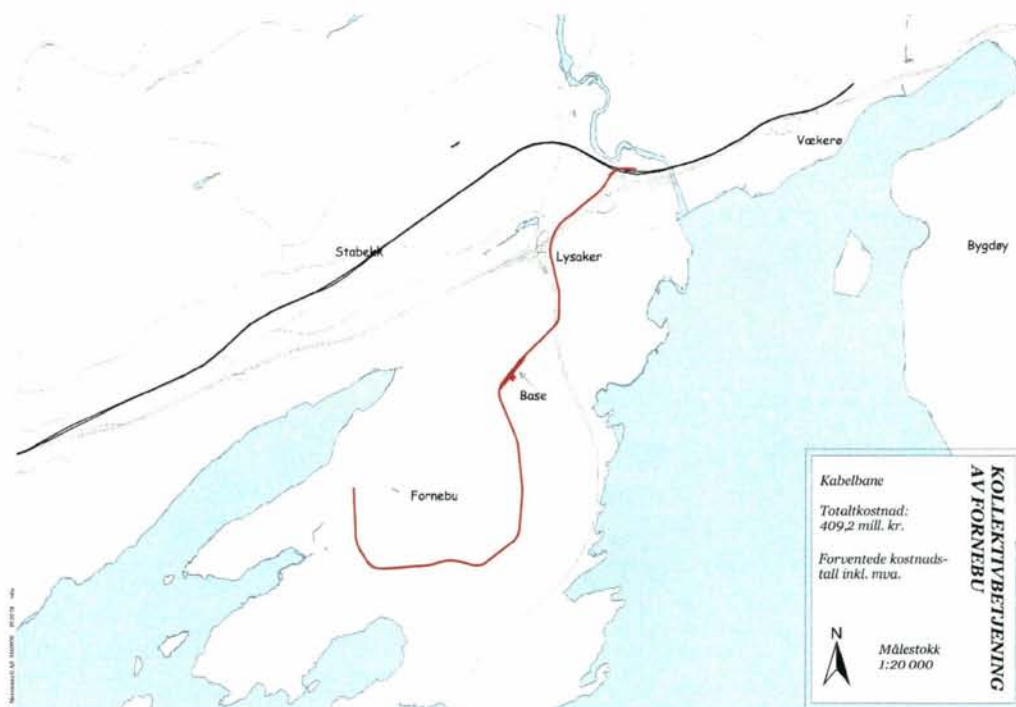 Vækerø
Bygdøy
Stabekk
Lysaker
Base
Fornebu
KOLLEKTIVBETJENING
AV FORNEBU
Kabelbane
Totaltkostnad:
409,2 mill. kr.
Forventede kostnads-
tall inkl. mva.
N
Målestokk
1:20 000